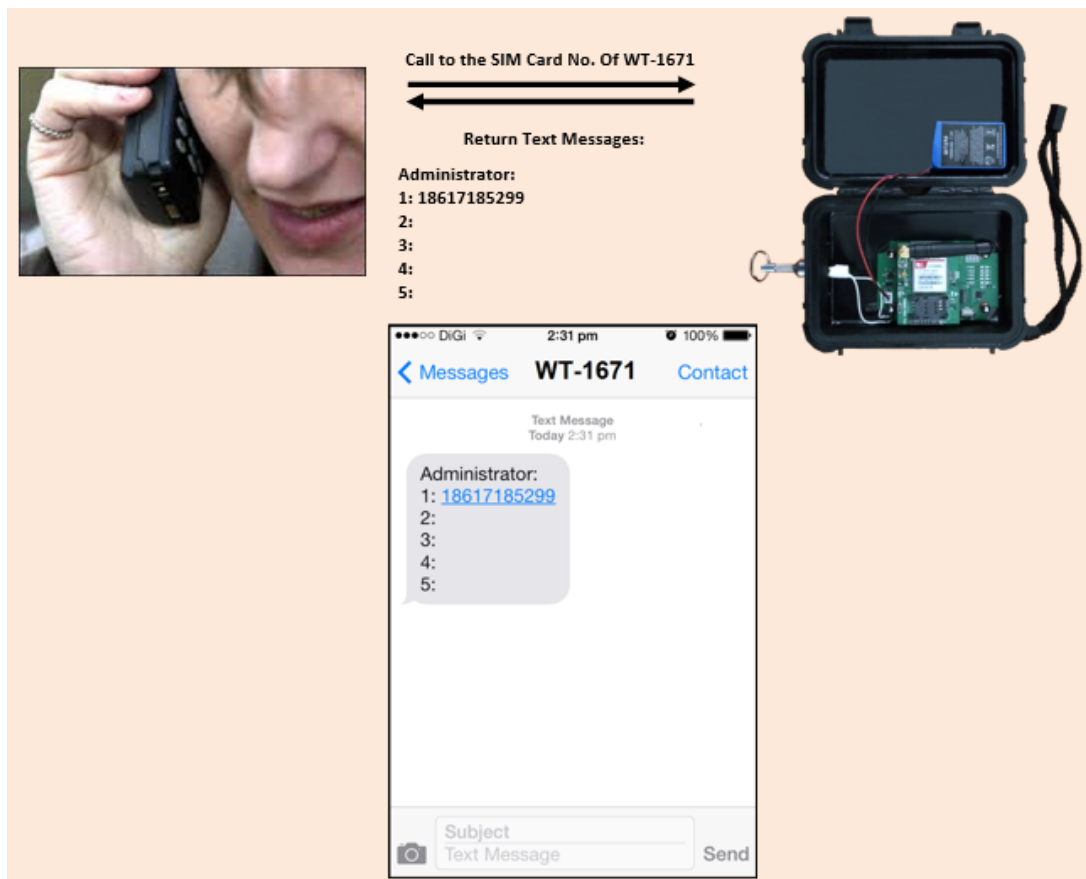 Call to the SIM Card No. Of WT-1671
Return Text Messages:
Administrator:
1: 18617185299
2:
3:
4:
5:
DiGi 2:31 pm 100%
Messages WT-1671 Contact
Text Message
Today 2:31 pm
Administrator:
1: 18617185299
2:
3:
4:
5:
Subject
Text Message Send